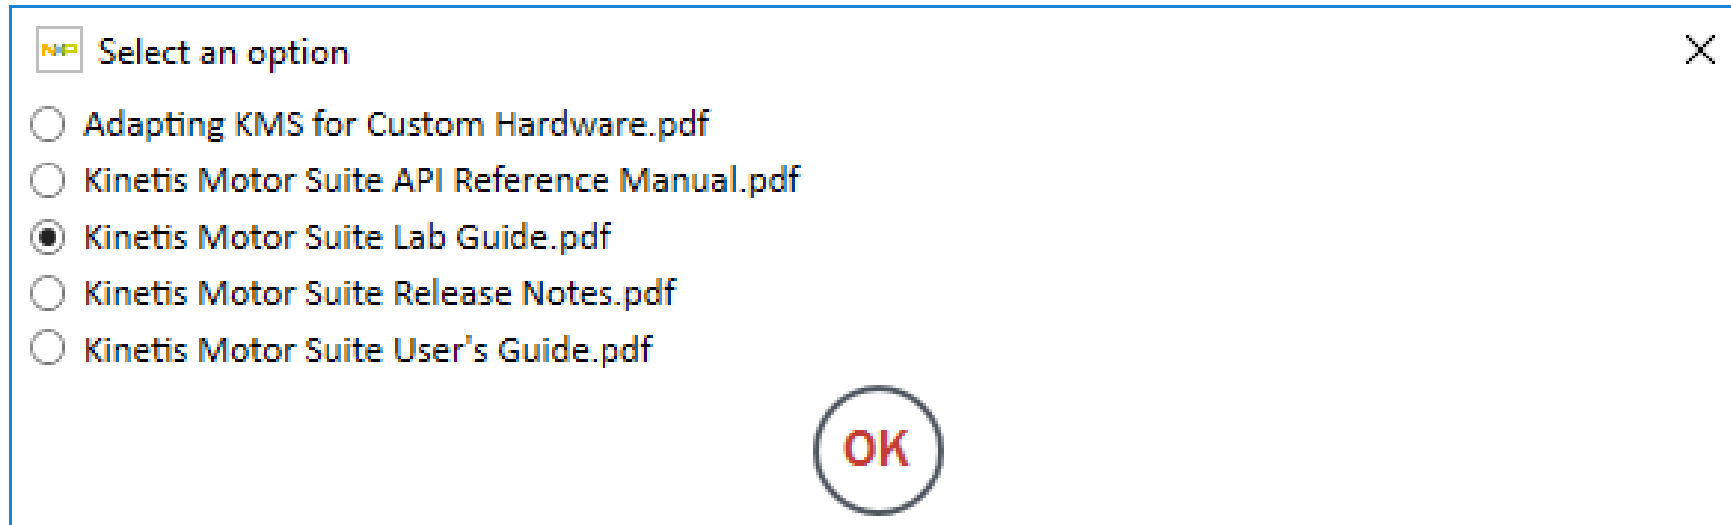 NXP Select an option
Adapting KMS for Custom Hardware.pdf
Kinetis Motor Suite API Reference Manual.pdf
Kinetis Motor Suite Lab Guide.pdf
Kinetis Motor Suite Release Notes.pdf
Kinetis Motor Suite User's Guide.pdf
OK